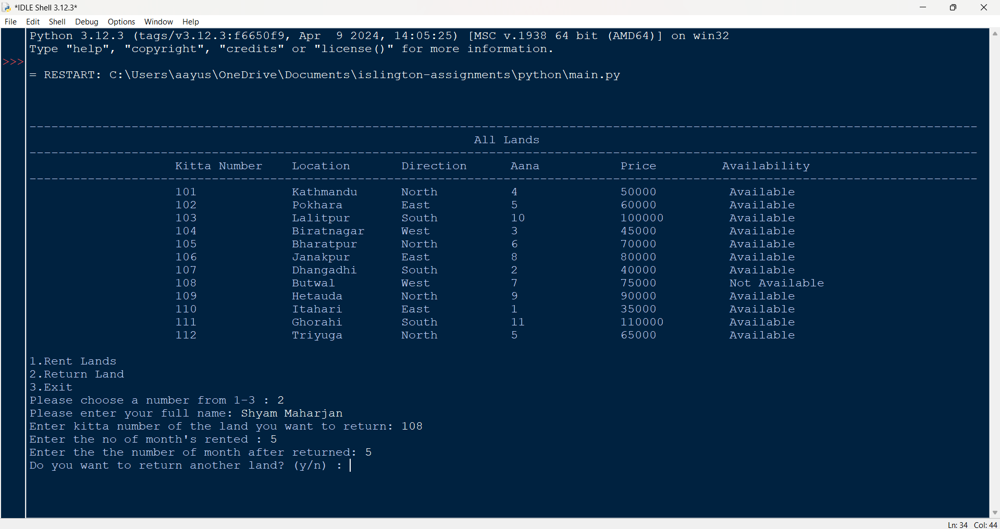 *IDLE Shell 3.12.3*
File Edit Shell Debug Options Window Help
Python 3.12.3 (tags/v3.12.3:f6650f9, Apr  9 2024, 14:05:25) [MSC v.1938 64 bit (AMD64)] on win32
Type "help", "copyright", "credits" or "license()" for more information.
>>>
= RESTART: C:\Users\aayus\OneDrive\Documents\islington-assignments\python\main.py
----------------------------------------------------------------------------------------------------------------------------------
All Lands
----------------------------------------------------------------------------------------------------------------------------------
Kitta Number Location Direction Aana Price Availability
----------------------------------------------------------------------------------------------------------------------------------
101 Kathmandu North 4 50000 Available
102 Pokhara East 5 60000 Available
103 Lalitpur South 10 100000 Available
104 Biratnagar West 3 45000 Available
105 Bharatpur North 6 70000 Available
106 Janakpur East 8 80000 Available
107 Dhangadhi South 2 40000 Available
108 Butwal West 7 75000 Not Available
109 Hetauda North 9 90000 Available
110 Itahari East 1 35000 Available
111 Ghorahi South 11 110000 Available
112 Triyuga North 5 65000 Available
1.Rent Lands
2.Return Land
3.Exit
Please choose a number from 1-3 : 2
Please enter your full name: Shyam Maharjan
Enter kitta number of the land you want to return: 108
Enter the no of month's rented : 5
Enter the the number of month after returned: 5
Do you want to return another land? (y/n) :
Ln: 34 Col: 44